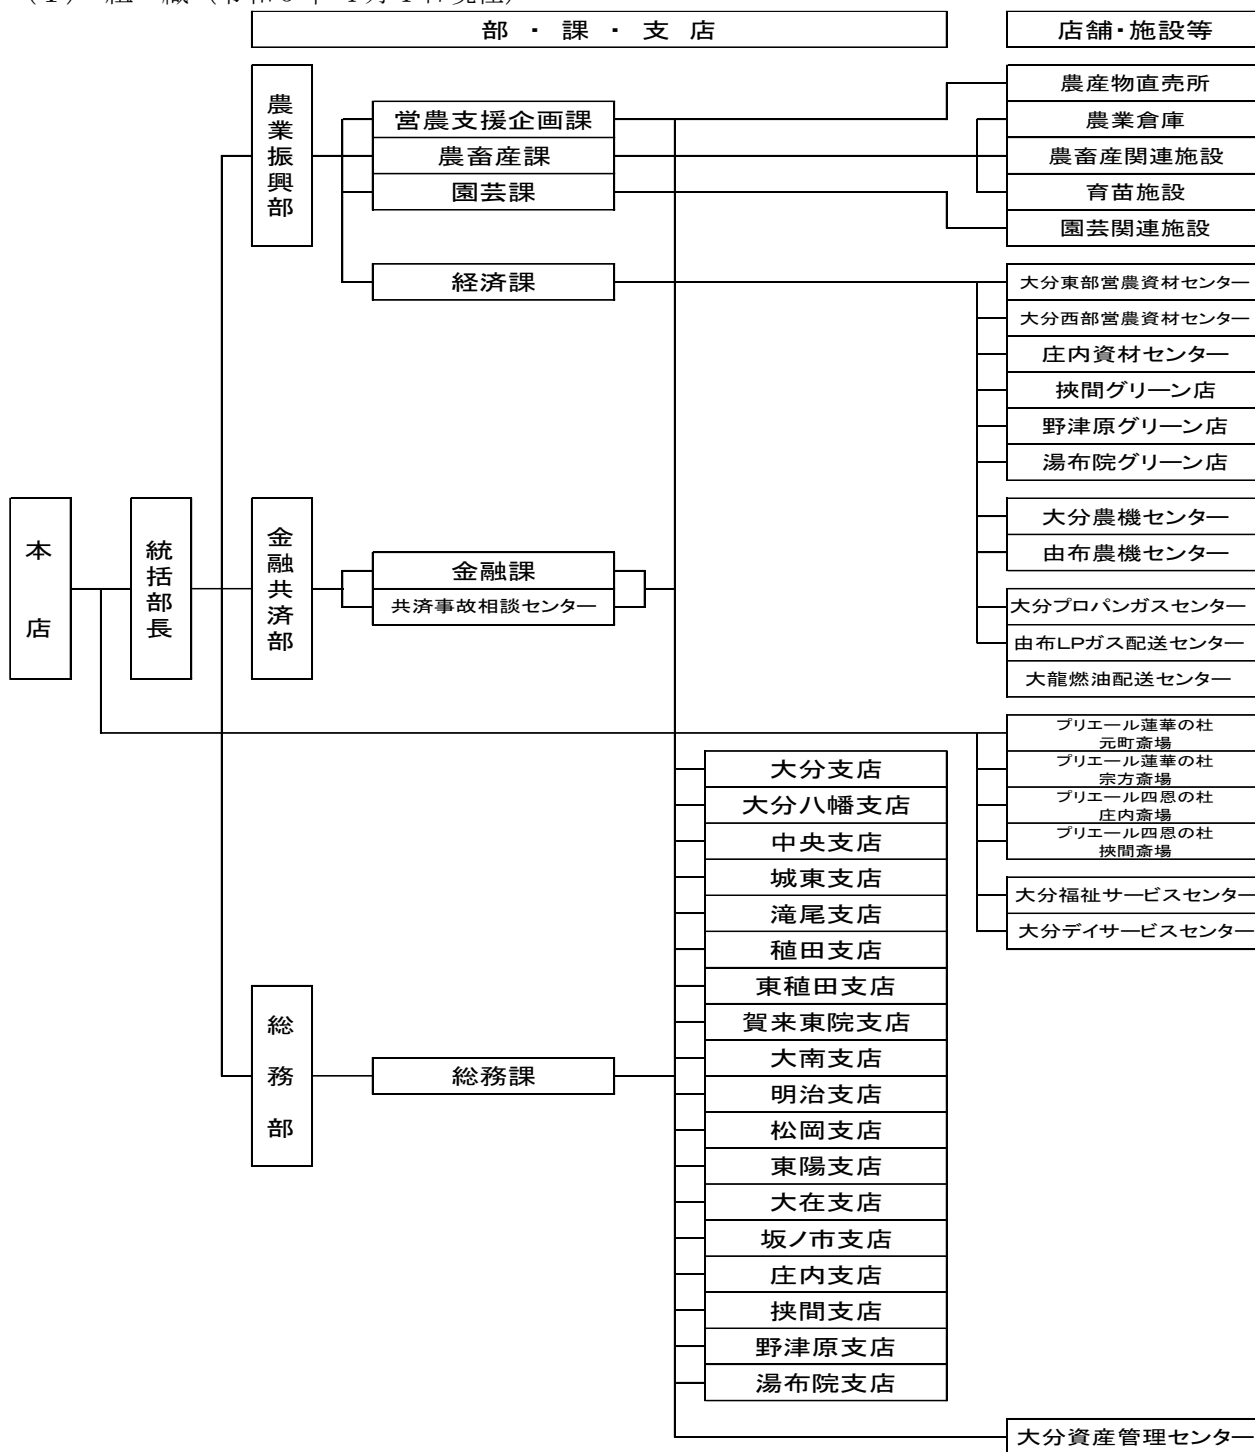 部・課・支店
店舗・施設等
農業振興部
営農支援企画課
農畜産課
園芸課
経済課
農産物直売所
農業倉庫
農畜産関連施設
育苗施設
園芸関連施設
大分東部営農資材センター
大分西部営農資材センター
庄内資材センター
挾間グリーン店
野津原グリーン店
湯布院グリーン店
大分農機センター
由布農機センター
大分プロパンガスセンター
由布LPガス配送センター
大龍燃油配送センター
本店
統括部長
金融共済部
金融課
共済事故相談センター
プリエール蓮華の杜
元町斎場
プリエール蓮華の杜
宗方斎場
プリエール四恩の杜
庄内斎場
プリエール四恩の杜
挾間斎場
大分福祉サービスセンター
大分デイサービスセンター
総務部
総務課
大分支店
大分八幡支店
中央支店
城東支店
滝尾支店
稙田支店
東稙田支店
賀来東院支店
大南支店
明治支店
松岡支店
東陽支店
大在支店
坂ノ市支店
庄内支店
挾間支店
野津原支店
湯布院支店
大分資産管理センター